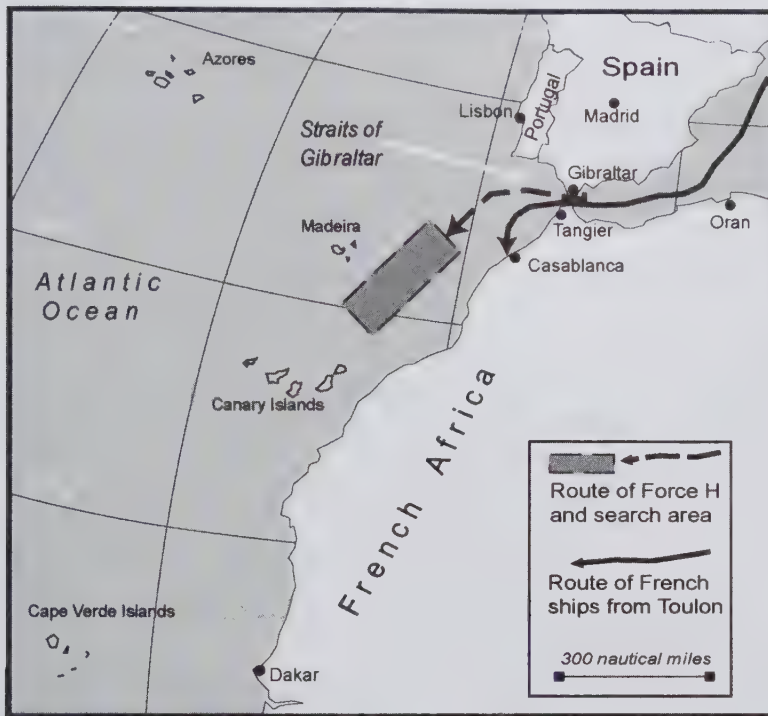 Azores
Spain
Portugal
Lisbon
Madrid
Straits of
Gibraltar
Gibraltar
Madeira
Tangier
Oran
Casablanca
Atlantic
Ocean
Canary Islands
French Africa
Route of Force H
and search area
Route of French
ships from Toulon
Cape Verde Islands
300 nautical miles
Dakar